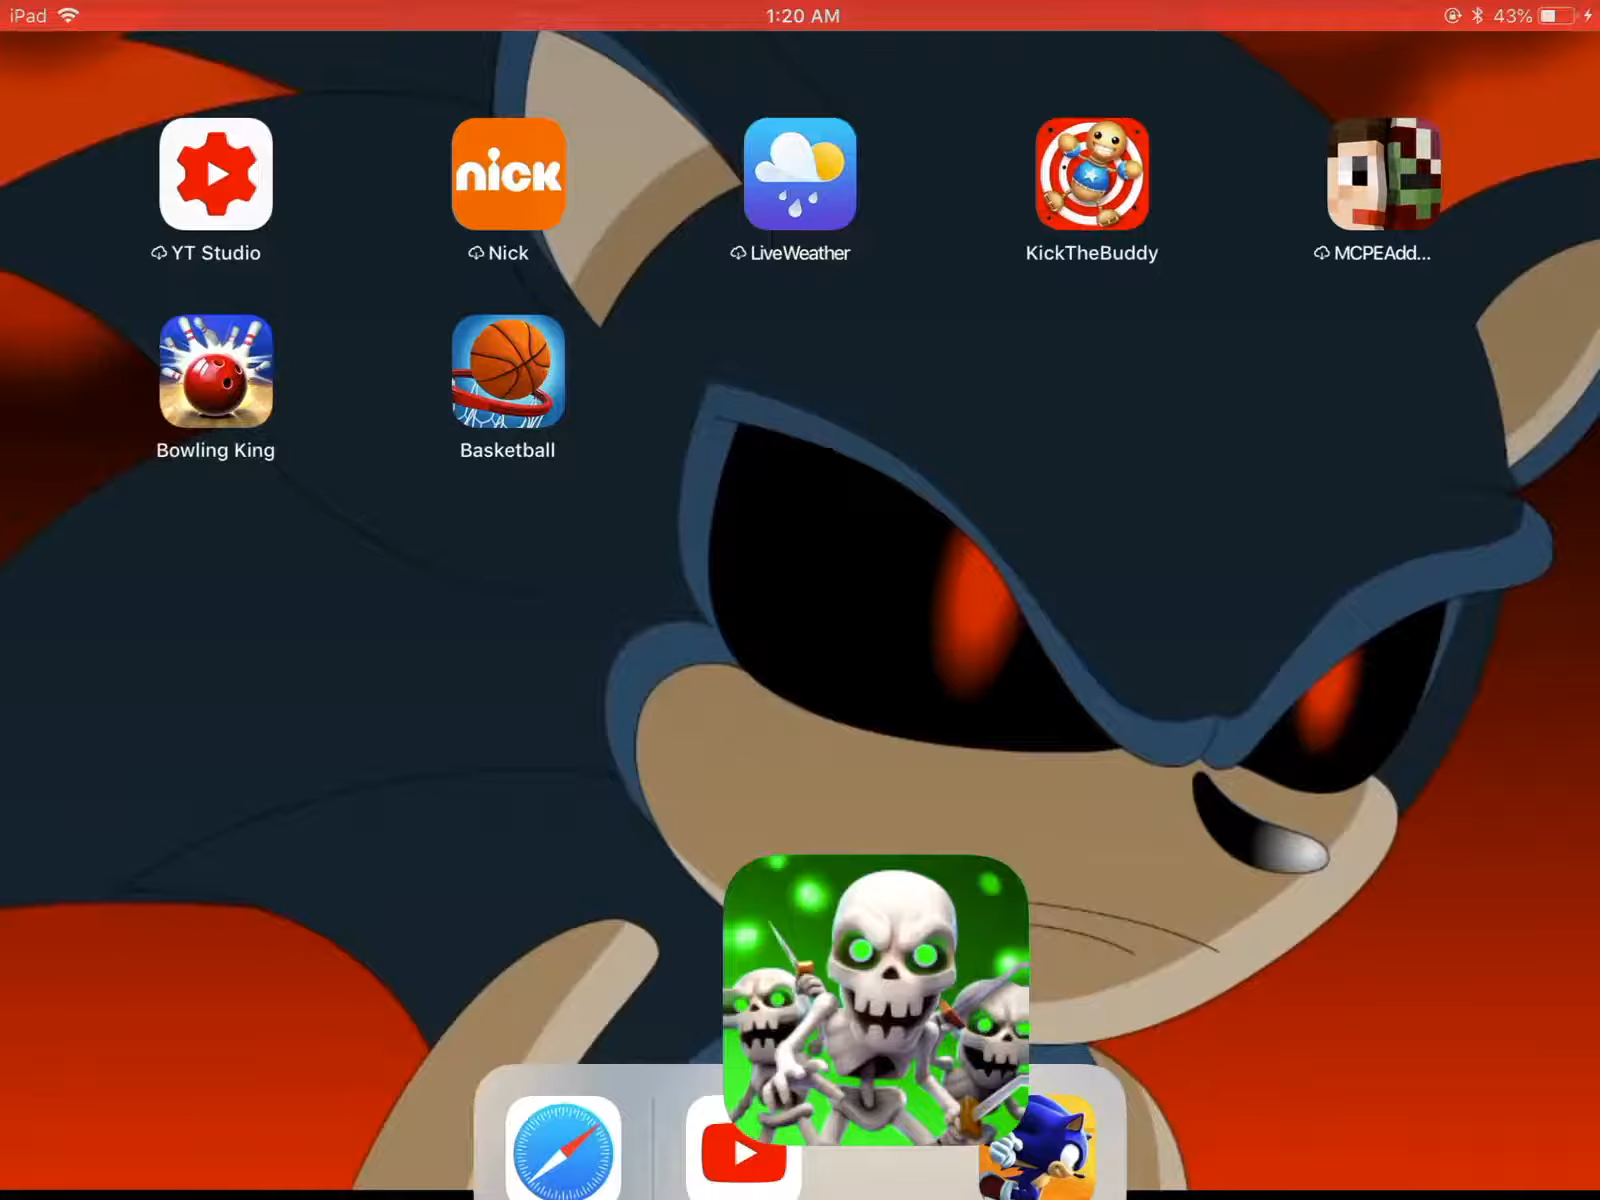 iPad
1:20 AM
43%
nick
YT Studio
Nick
LiveWeather
KickTheBuddy
MCPEAdd...
Bowling King
Basketball